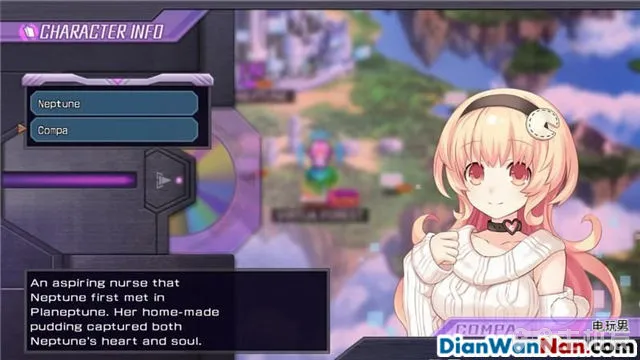 CHARACTER INFO
Neptune
Compa
An aspiring nurse that
Neptune first met in
Planeptune. Her home-made
pudding captured both
Neptune's heart and soul.
COMPA
电玩男
DianWanNan.com